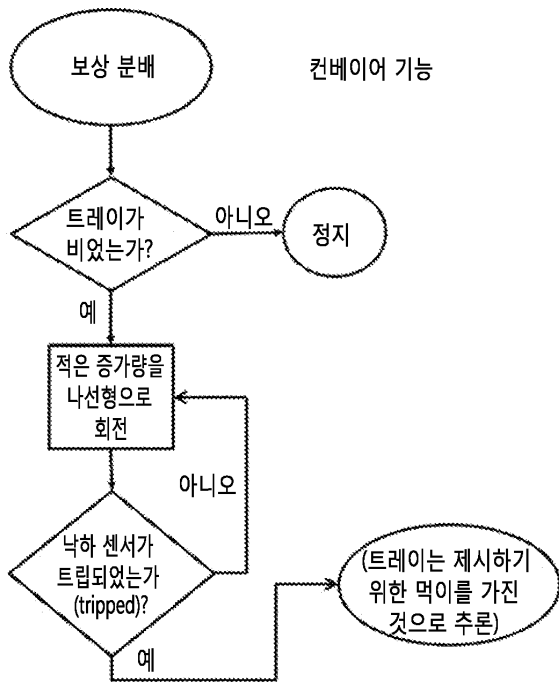 보상 분배
컨베이어 기능
트레이가
비었는가?
아니오
정지
예
적은 증가량을
나선형으로
회전
아니오
낙하 센서가
트립되었는가
(tripped)?
예
(트레이는 제시하기
위한 먹이를 가진
것으로 추론)